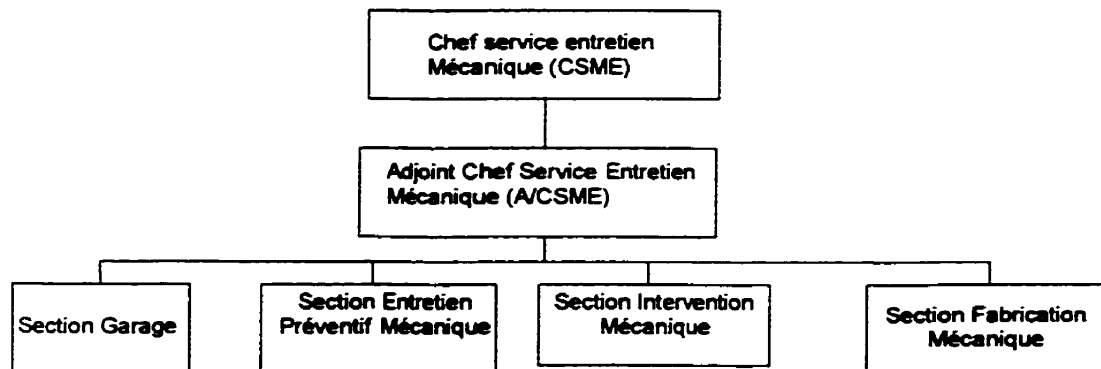 Chef service entretien
Mécanique (CSME)
Adjoint Chef Service Entretien
Mécanique (A/CSME)
Section Garage
Section Entretien
Préventif Mécanique
Section Intervention
Mécanique
Section Fabrication
Mécanique